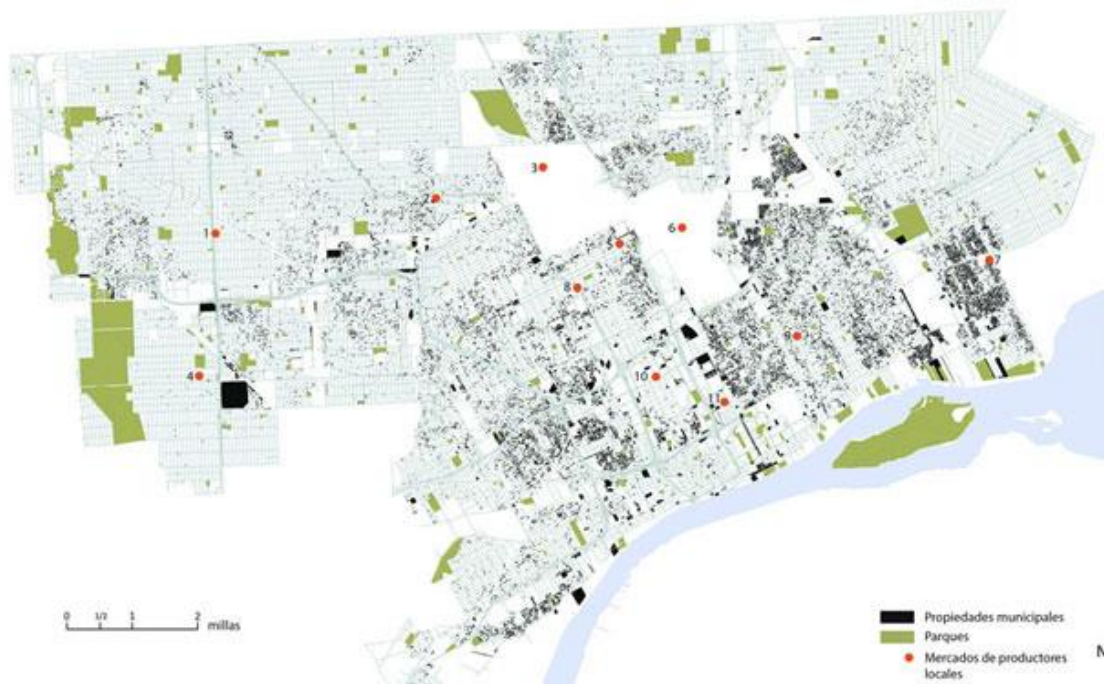 3
2
1
6
5
7
8
9
4
10
11
0 1/2 1 2 millas
Propiedades municipales
Parques
Mercados de productores
locales
N